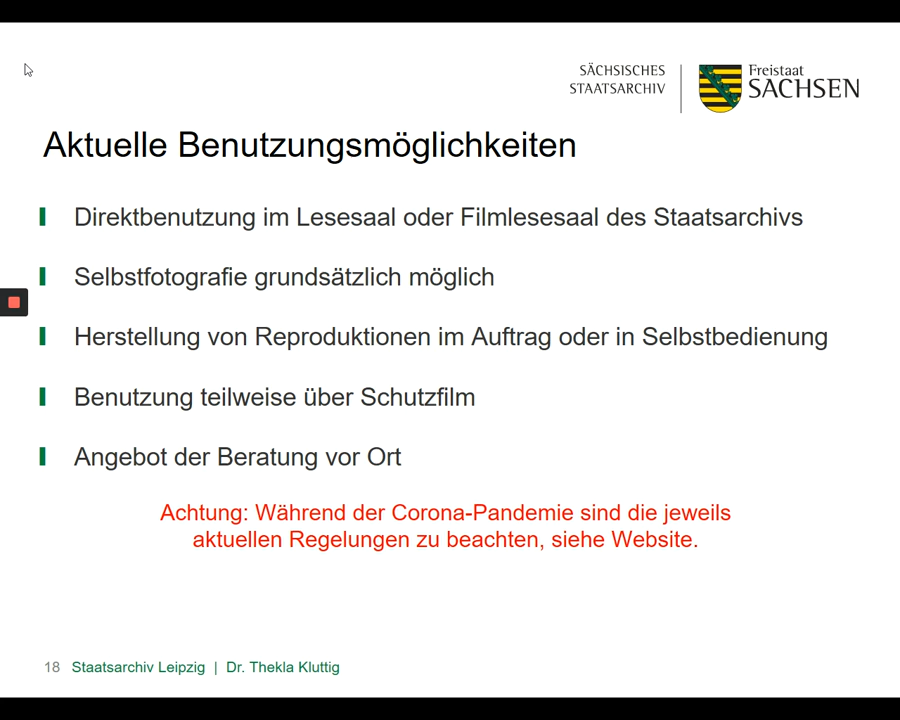 SÄCHSISCHES
STAATSARCHIV
Freistaat
SACHSEN
Aktuelle Benutzungsmöglichkeiten
Direktbenutzung im Lesesaal oder Filmlesesaal des Staatsarchivs
Selbstfotografie grundsätzlich möglich
Herstellung von Reproduktionen im Auftrag oder in Selbstbedienung
Benutzung teilweise über Schutzfilm
Angebot der Beratung vor Ort
Achtung: Während der Corona-Pandemie sind die jeweils
aktuellen Regelungen zu beachten, siehe Website.
18 Staatsarchiv Leipzig | Dr. Thekla Kluttig